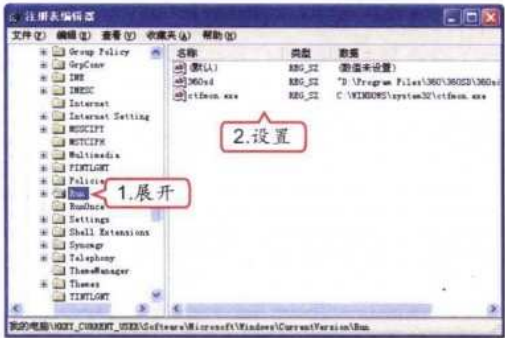 注册表编辑器
文件(F) 编辑(E) 查看(V) 收藏夹(A) 帮助(H)
Group Policy
GrpConv
IME
IMESC
Internet
Internet Setting
MSSCIPY
MSTCIPH
Multimedia
PINTLGNT
Policie
Run
RunOnce
Settings
Shell Extensions
Syncmgr
Telephony
ThemeManager
Themes
TINTLGNT
名称 类型 数据
(默认) REG_SZ (数值未设置)
360sd REG_SZ "D:\Program Files\360\360SD\360s
ctfmon.exe REG_SZ C:\WINDOWS\system32\ctfmon.exe
2.设置
1.展开
我的电脑\HKEY_CURRENT_USER\Software\Microsoft\Windows\CurrentVersion\Run